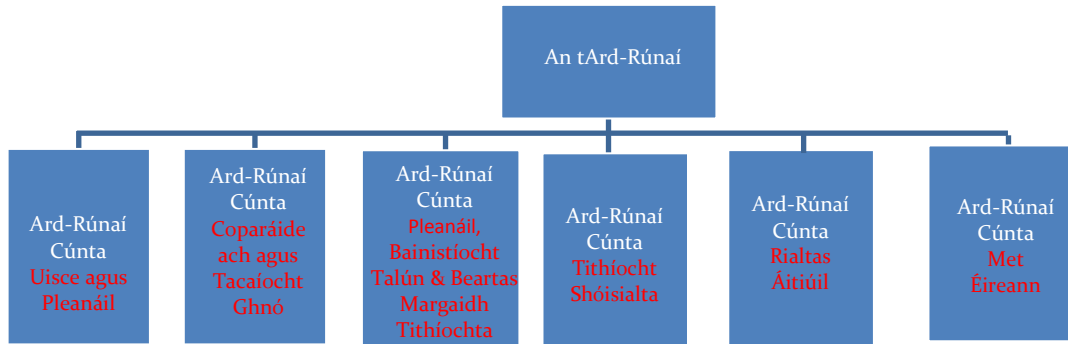 An tArd-Rúnaí
Ard-Rúnaí
Cúnta
Uisce agus
Pleanáil
Ard-Rúnaí
Cúnta
Coparáide
ach agus
Tacaíocht
Ghnó
Ard-Rúnaí
Cúnta
Pleanáil,
Bainistíocht
Talún & Beartas
Margaidh
Tithíochta
Ard-Rúnaí
Cúnta
Tithíocht
Shóisialta
Ard-Rúnaí
Cúnta
Rialtas
Áitiúil
Ard-Rúnaí
Cúnta
Met
Éireann